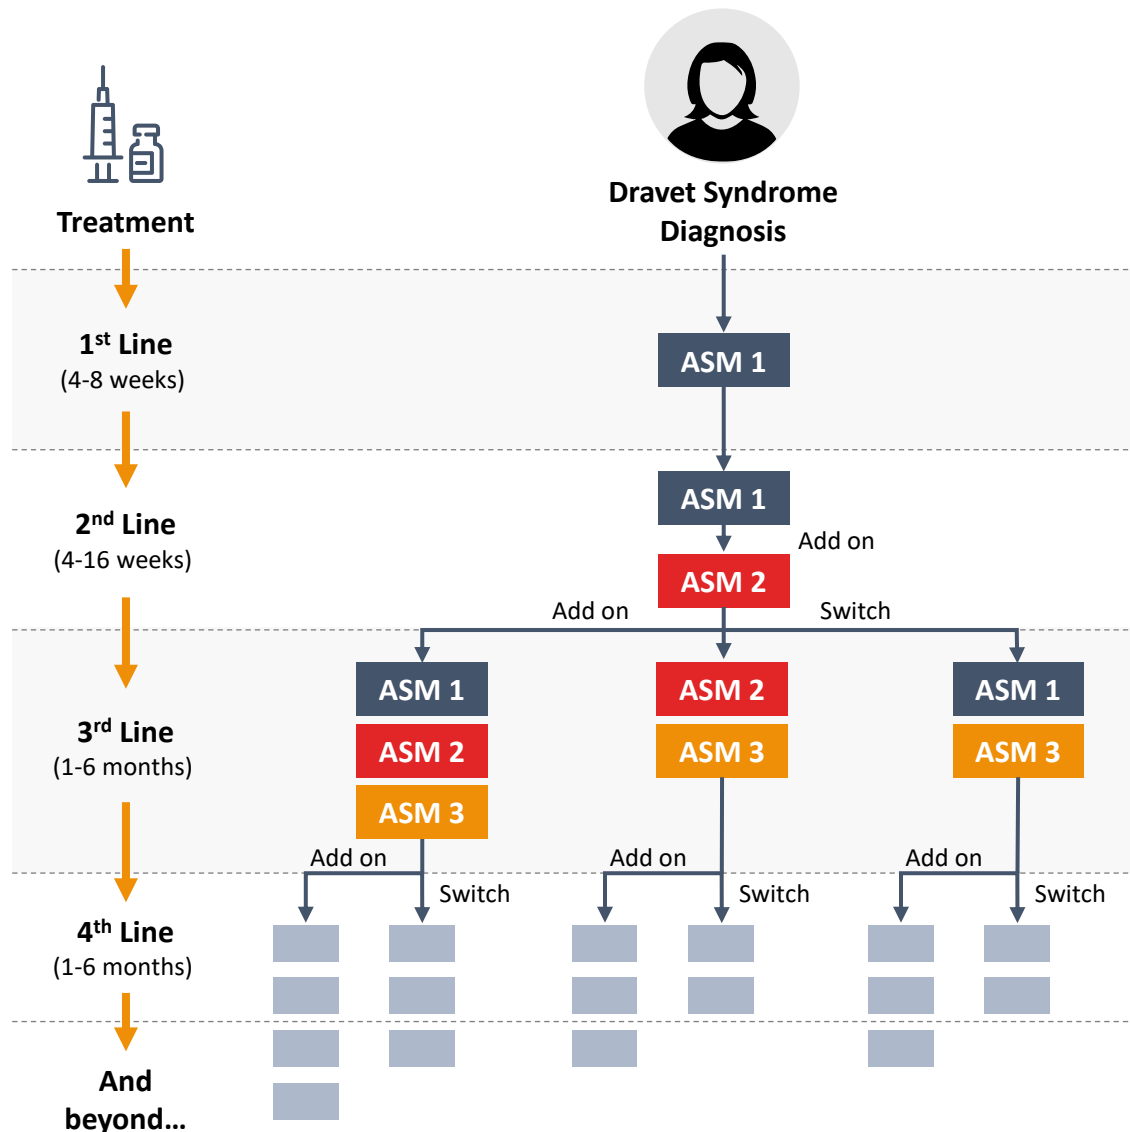 Treatment
Dravet Syndrome
Diagnosis
1st Line
(4-8 weeks)
ASM 1
2nd Line
(4-16 weeks)
ASM 1
Add on
ASM 2
Add on
Switch
3rd Line
(1-6 months)
ASM 1
ASM 2
ASM 3
ASM 2
ASM 3
ASM 1
ASM 3
Add on
Switch
Add on
Switch
Add on
Switch
4th Line
(1-6 months)
And
beyond…